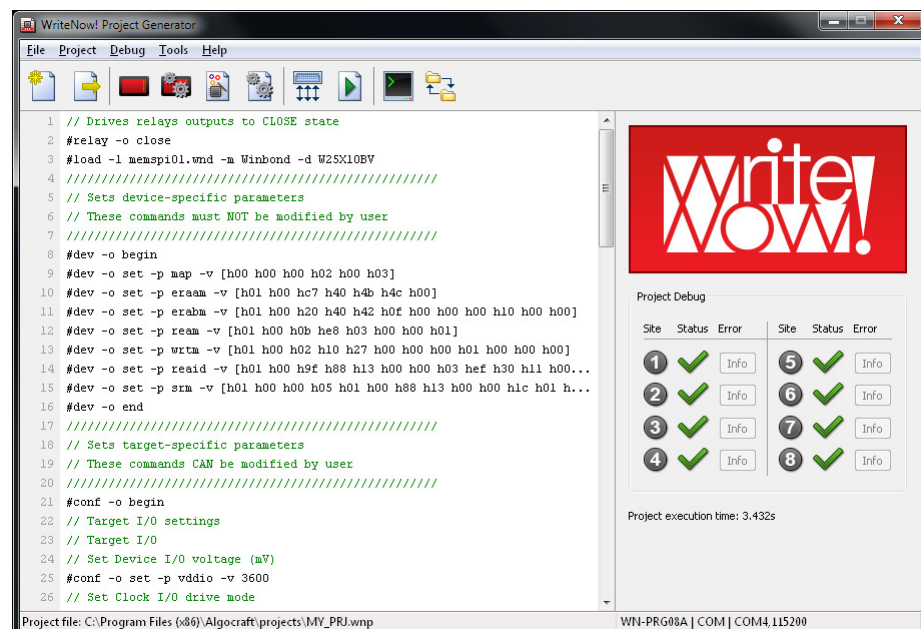 WriteNow! Project Generator
File Project Debug Tools Help
1 // Drives relays outputs to CLOSE state
2 #relay -o close
3 #load -l memspi01.wnd -m Winbond -d W25X10BV
4 /////////////////////////////////////////////////////
5 // Sets device-specific parameters
6 // These commands must NOT be modified by user
7 /////////////////////////////////////////////////////
8 #dev -o begin
9 #dev -o set -p map -v [h00 h00 h00 h02 h00 h03]
10 #dev -o set -p eraam -v [h01 h00 hc7 h40 h4b h4c h00]
11 #dev -o set -p erabm -v [h01 h00 h20 h40 h42 h0f h00 h00 h00 h10 h00 h00]
12 #dev -o set -p ream -v [h01 h00 h0b he8 h03 h00 h00 h01]
13 #dev -o set -p wrtm -v [h01 h00 h02 h10 h27 h00 h00 h00 h01 h00 h00 h00]
14 #dev -o set -p reaid -v [h01 h00 h9f h88 h13 h00 h00 h03 hef h30 h11 h00...
15 #dev -o set -p srm -v [h01 h00 h00 h05 h01 h00 h88 h13 h00 h00 h1c h01 h...
16 #dev -o end
17 /////////////////////////////////////////////////////
18 // Sets target-specific parameters
19 // These commands CAN be modified by user
20 /////////////////////////////////////////////////////
21 #conf -o begin
22 // Target I/O settings
23 // Target I/O
24 // Set Device I/O voltage (mV)
25 #conf -o set -p vddio -v 3600
26 // Set Clock I/O drive mode
Write
Now!
Project Debug
Site Status Error Site Status Error
1 Info 5 Info
2 Info 6 Info
3 Info 7 Info
4 Info 8 Info
Project execution time: 3.432s
Project file: C:\Program Files (x86)\Algocraft\projects\MY_PRJ.wnp WN-PRG08A | COM | COM4,115200